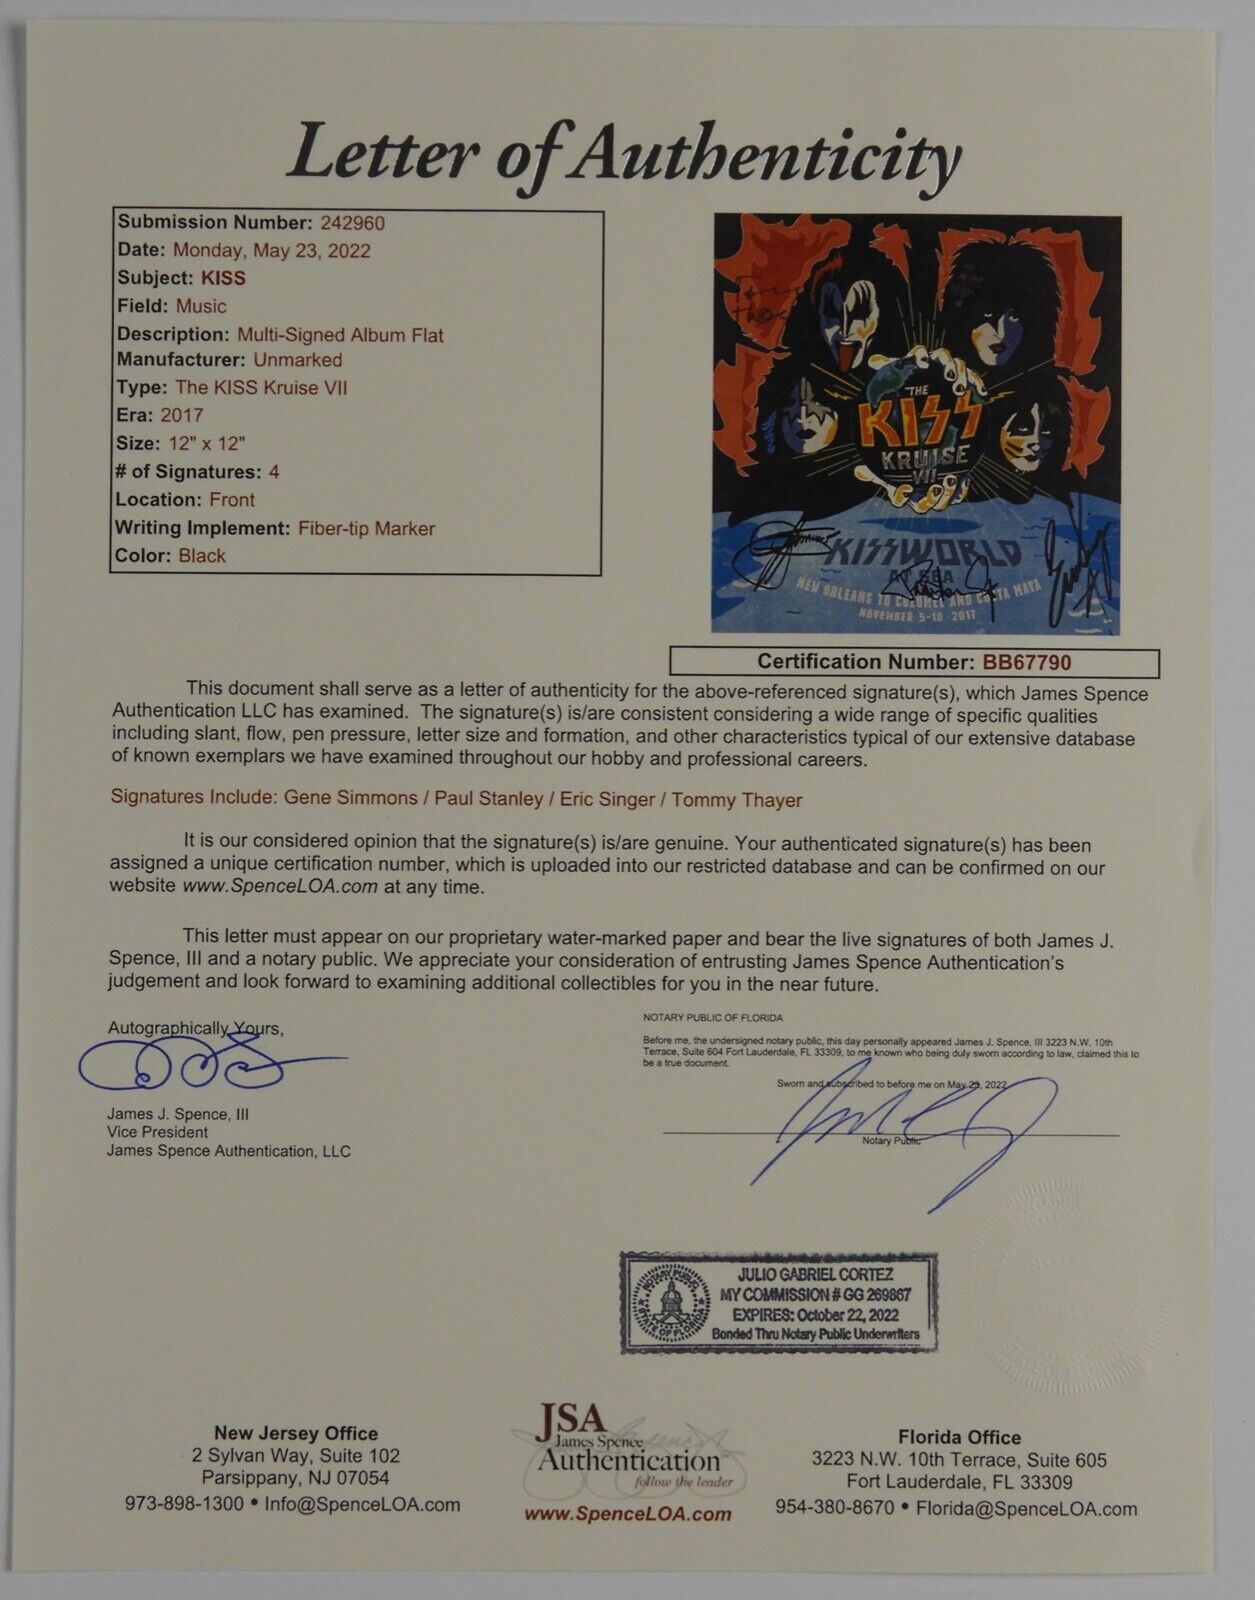 Letter of Authenticity
Submission Number: 242960
Date: Monday, May 23, 2022
Subject: KISS
Field: Music
Description: Multi-Signed Album Flat
Manufacturer: Unmarked
Type: The KISS Kruise VII
Era: 2017
Size: 12" x 12"
# of Signatures: 4
Location: Front
Writing Implement: Fiber-tip Marker
Color: Black
THE
KISS
KRUISE
VII
KISSWORLD
AT SEA
NEW ORLEANS TO COZUMEL AND COSTA MAYA
NOVEMBER 5-10 · 2017
Certification Number: BB67790
This document shall serve as a letter of authenticity for the above-referenced signature(s), which James Spence
Authentication LLC has examined. The signature(s) is/are consistent considering a wide range of specific qualities
including slant, flow, pen pressure, letter size and formation, and other characteristics typical of our extensive database
of known exemplars we have examined throughout our hobby and professional careers.
Signatures Include: Gene Simmons / Paul Stanley / Eric Singer / Tommy Thayer
It is our considered opinion that the signature(s) is/are genuine. Your authenticated signature(s) has been
assigned a unique certification number, which is uploaded into our restricted database and can be confirmed on our
website www.SpenceLOA.com at any time.
This letter must appear on our proprietary water-marked paper and bear the live signatures of both James J.
Spence, III and a notary public. We appreciate your consideration of entrusting James Spence Authentication's
judgement and look forward to examining additional collectibles for you in the near future.
Autographically Yours,
James J. Spence, III
Vice President
James Spence Authentication, LLC
NOTARY PUBLIC OF FLORIDA
Before me, the undersigned notary public, this day personally appeared James J. Spence, III 3223 N.W. 10th
Terrace, Suite 604 Fort Lauderdale, FL 33309, to me known who being duly sworn according to law, claimed this to
be a true document.
Sworn and subscribed to before me on May 23, 2022
Notary Public
NOTARY PUBLIC
STATE OF FLORIDA
JULIO GABRIEL CORTEZ
MY COMMISSION # GG 269867
EXPIRES: October 22, 2022
Bonded Thru Notary Public Underwriters
New Jersey Office
2 Sylvan Way, Suite 102
Parsippany, NJ 07054
973-898-1300 • Info@SpenceLOA.com
JSA
James Spence
Authentication™
follow the leader
www.SpenceLOA.com
Florida Office
3223 N.W. 10th Terrace, Suite 605
Fort Lauderdale, FL 33309
954-380-8670 • Florida@SpenceLOA.com